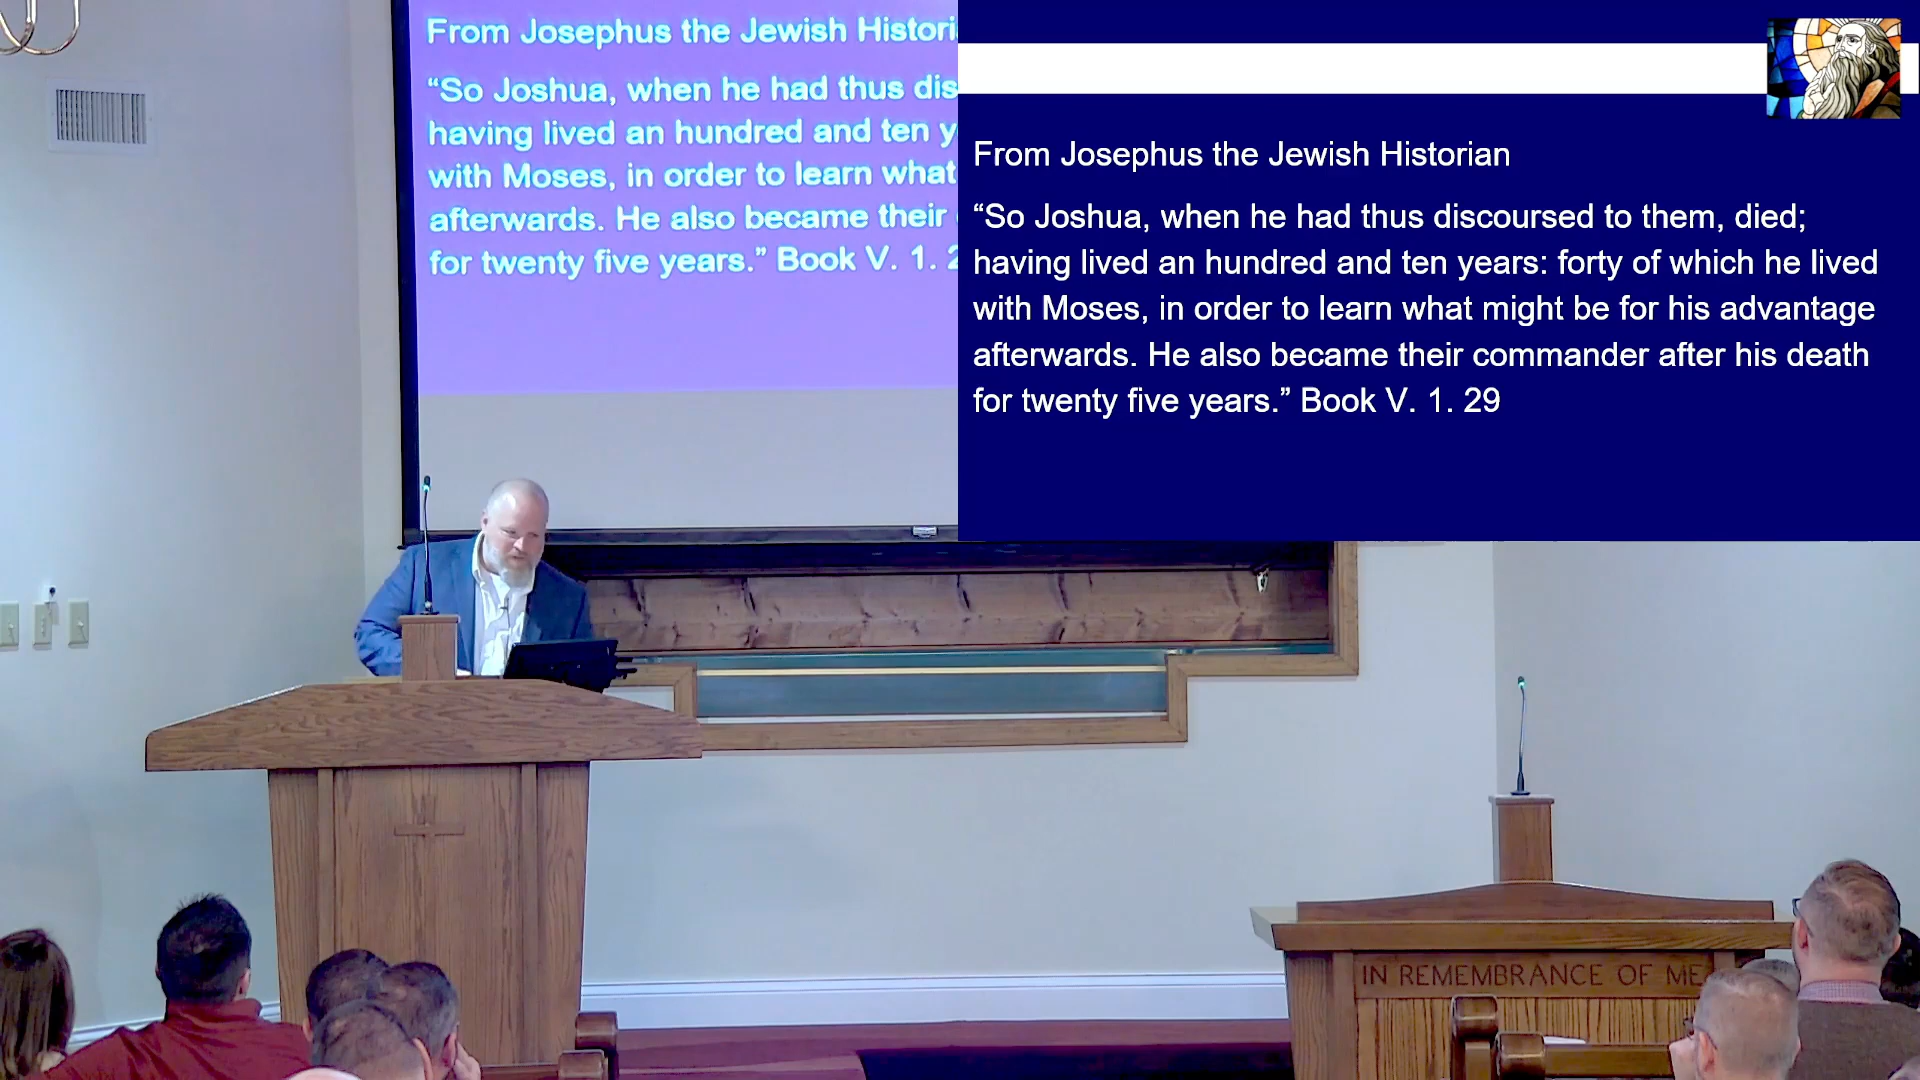 From Josephus the Jewish Histori
“So Joshua, when he had thus dis
having lived an hundred and ten y
with Moses, in order to learn what
afterwards. He also became their
for twenty five years.” Book V. 1. 2
From Josephus the Jewish Historian
“So Joshua, when he had thus discoursed to them, died;
having lived an hundred and ten years: forty of which he lived
with Moses, in order to learn what might be for his advantage
afterwards. He also became their commander after his death
for twenty five years.” Book V. 1. 29
IN REMEMBRANCE OF ME